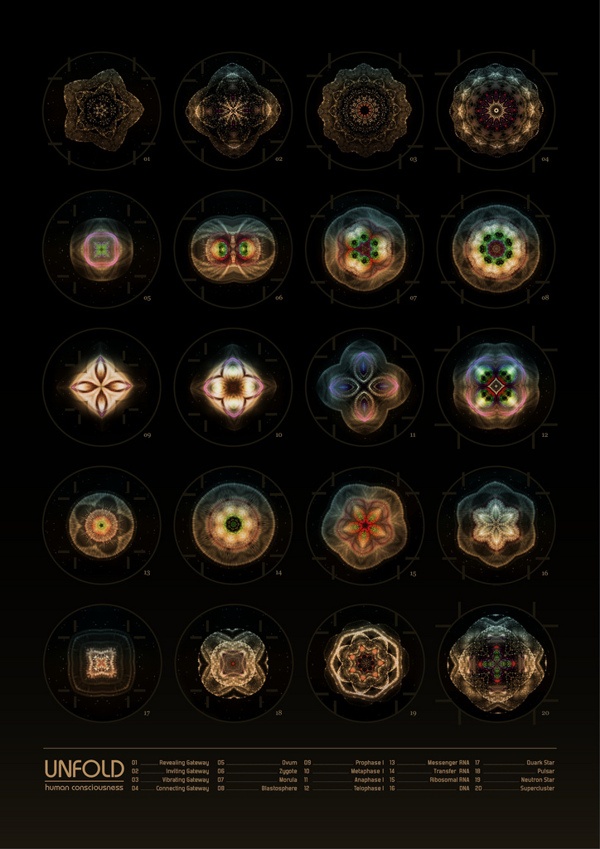 01
02
03
04
05
06
07
08
09
10
11
12
13
14
15
16
17
18
19
20
UNFOLD
human consciousness
01 Revealing Gateway
02 Inviting Gateway
03 Vibrating Gateway
04 Connecting Gateway
05 Ovum
06 Zygote
07 Morula
08 Blastosphere
09 Prophase I
10 Metaphase I
11 Anaphase I
12 Telophase I
13 Messenger RNA
14 Transfer RNA
15 Ribosomal RNA
16 DNA
17 Quark Star
18 Pulsar
19 Neutron Star
20 Supercluster